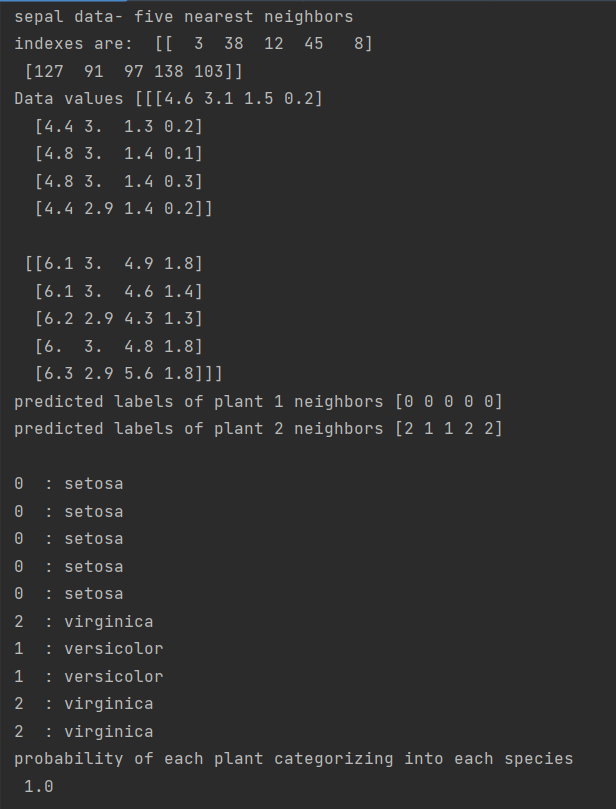 sepal data- five nearest neighbors
indexes are:  [[  3  38  12  45   8]
 [127  91  97 138 103]]
Data values [[[4.6 3.1 1.5 0.2]
  [4.4 3.  1.3 0.2]
  [4.8 3.  1.4 0.1]
  [4.8 3.  1.4 0.3]
  [4.4 2.9 1.4 0.2]]

 [[6.1 3.  4.9 1.8]
  [6.1 3.  4.6 1.4]
  [6.2 2.9 4.3 1.3]
  [6.  3.  4.8 1.8]
  [6.3 2.9 5.6 1.8]]]
predicted labels of plant 1 neighbors [0 0 0 0 0]
predicted labels of plant 2 neighbors [2 1 1 2 2]

0  : setosa
0  : setosa
0  : setosa
0  : setosa
0  : setosa
2  : virginica
1  : versicolor
1  : versicolor
2  : virginica
2  : virginica
probability of each plant categorizing into each species
 1.0